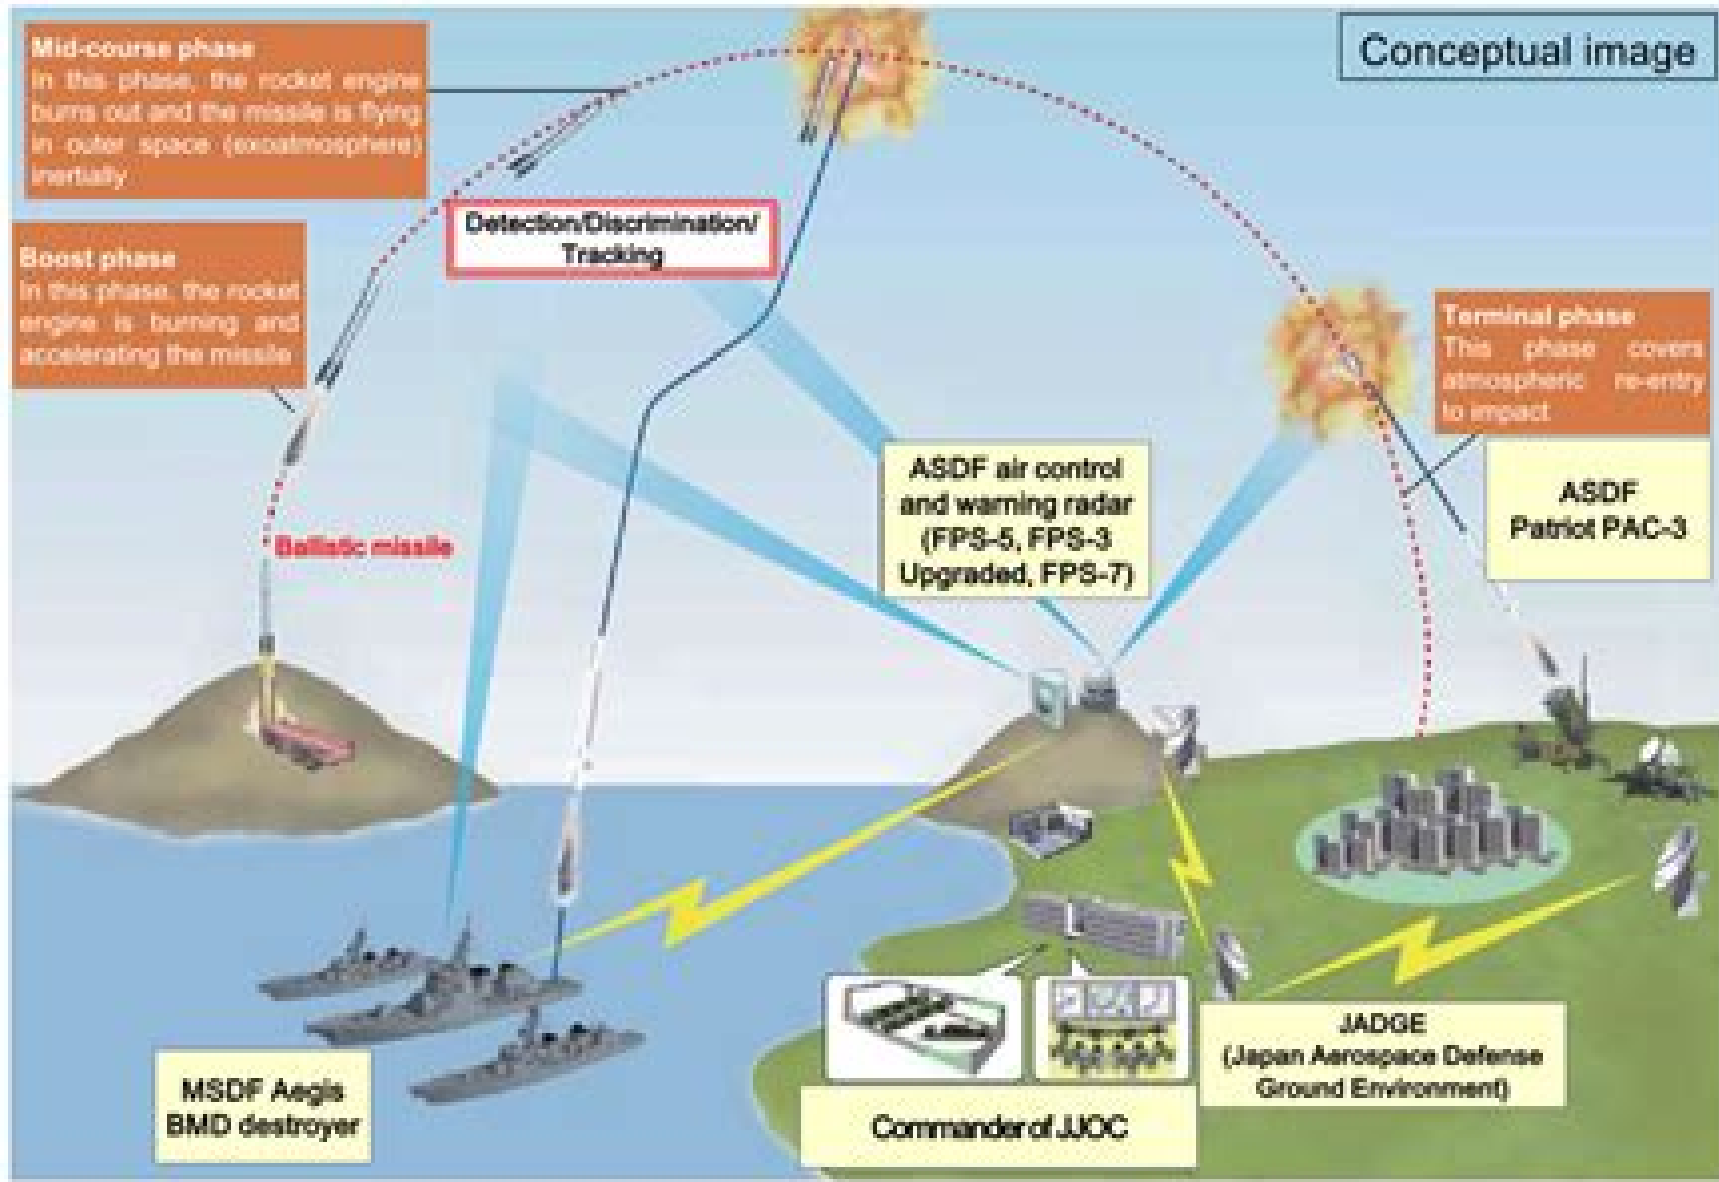 Conceptual image
Mid-course phase
In this phase, the rocket engine
burns out and the missile is flying
in outer space (exoatmosphere)
inertially
Detection/Discrimination/
Tracking
Boost phase
In this phase, the rocket
engine is burning and
accelerating the missile
Terminal phase
This phase covers
atmospheric re-entry
to impact
ASDF air control
and warning radar
(FPS-5, FPS-3
Upgraded, FPS-7)
ASDF
Patriot PAC-3
Ballistic missile
MSDF Aegis
BMD destroyer
Commander of JJOC
JADGE
(Japan Aerospace Defense
Ground Environment)